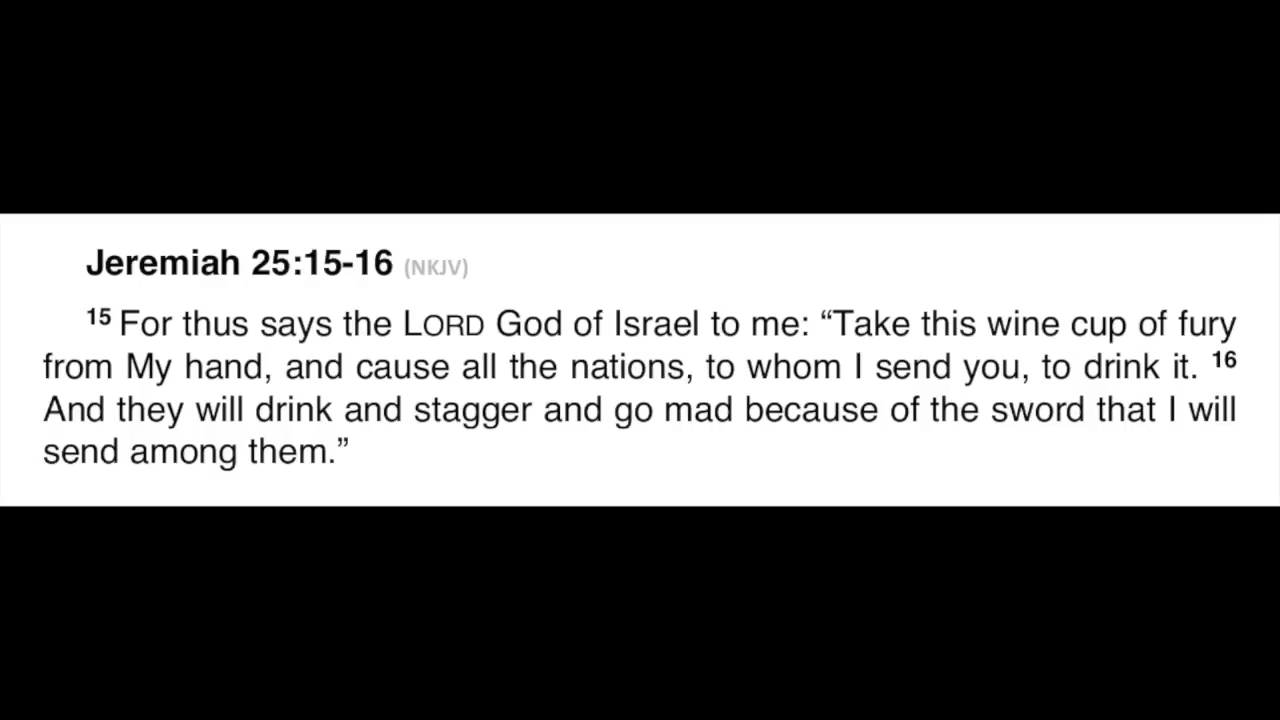 Jeremiah 25:15-16 (NKJV)
15 For thus says the LORD God of Israel to me: “Take this wine cup of fury
from My hand, and cause all the nations, to whom I send you, to drink it. 16
And they will drink and stagger and go mad because of the sword that I will
send among them.”